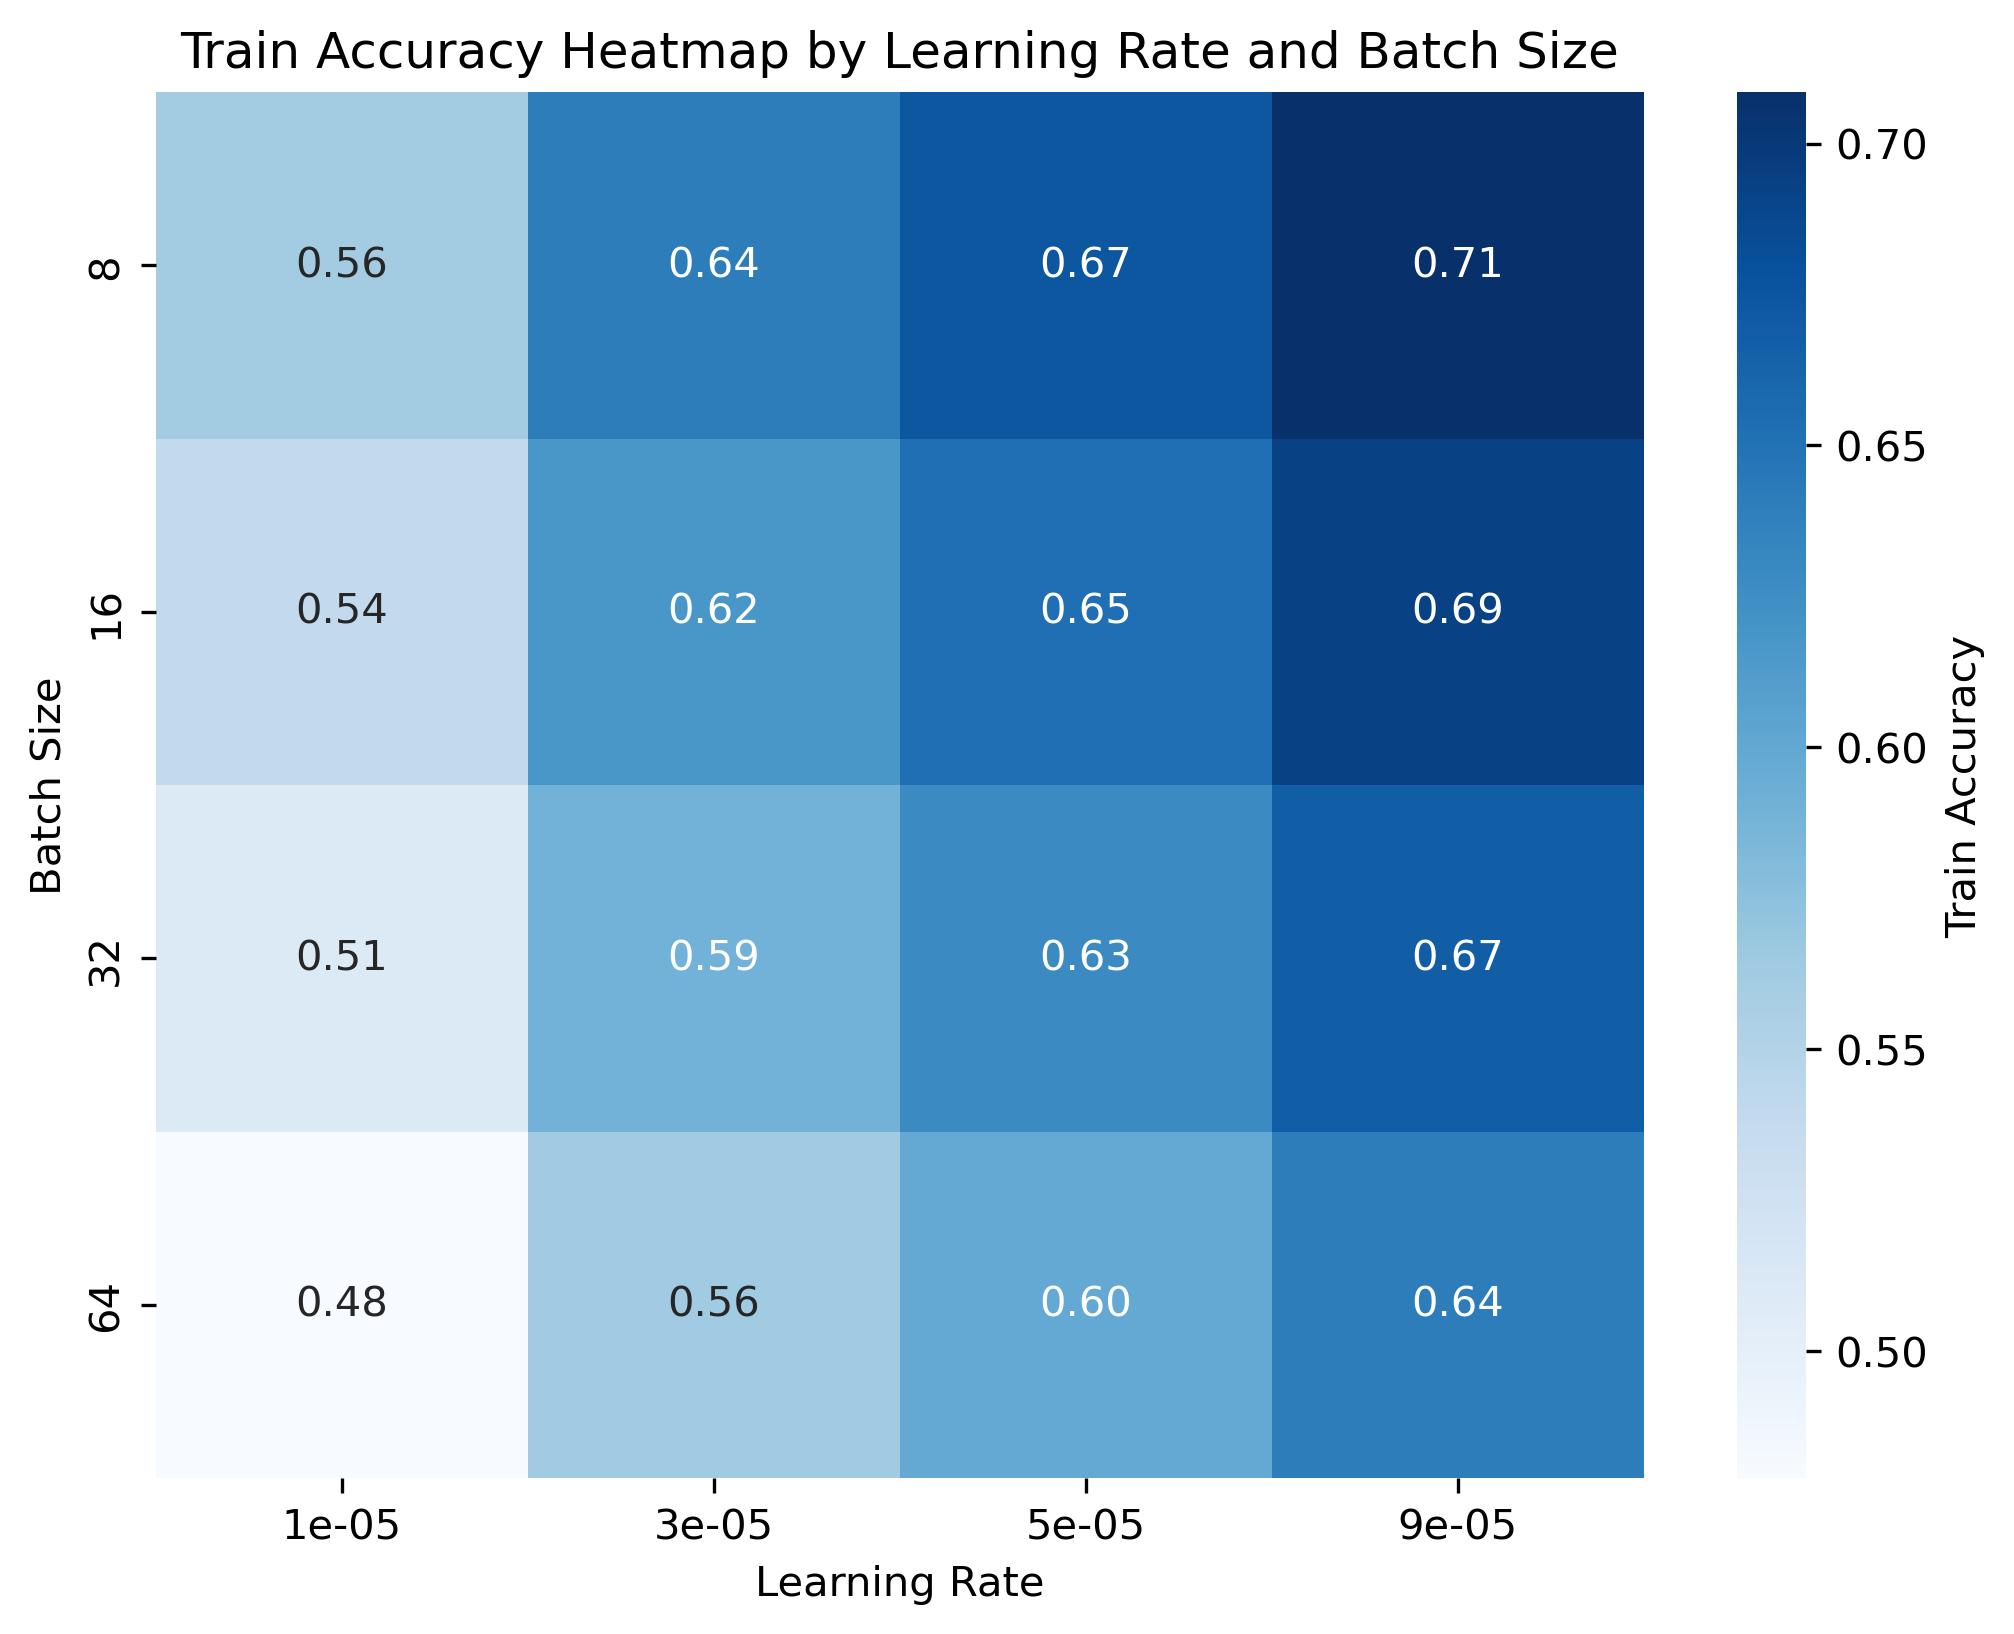 Train Accuracy Heatmap by Learning Rate and Batch Size
8 0.56 0.64 0.67 0.71
16 0.54 0.62 0.65 0.69
32 0.51 0.59 0.63 0.67
64 0.48 0.56 0.60 0.64
Batch Size
1e-05 3e-05 5e-05 9e-05
Learning Rate
0.70
0.65
0.60
0.55
0.50
Train Accuracy